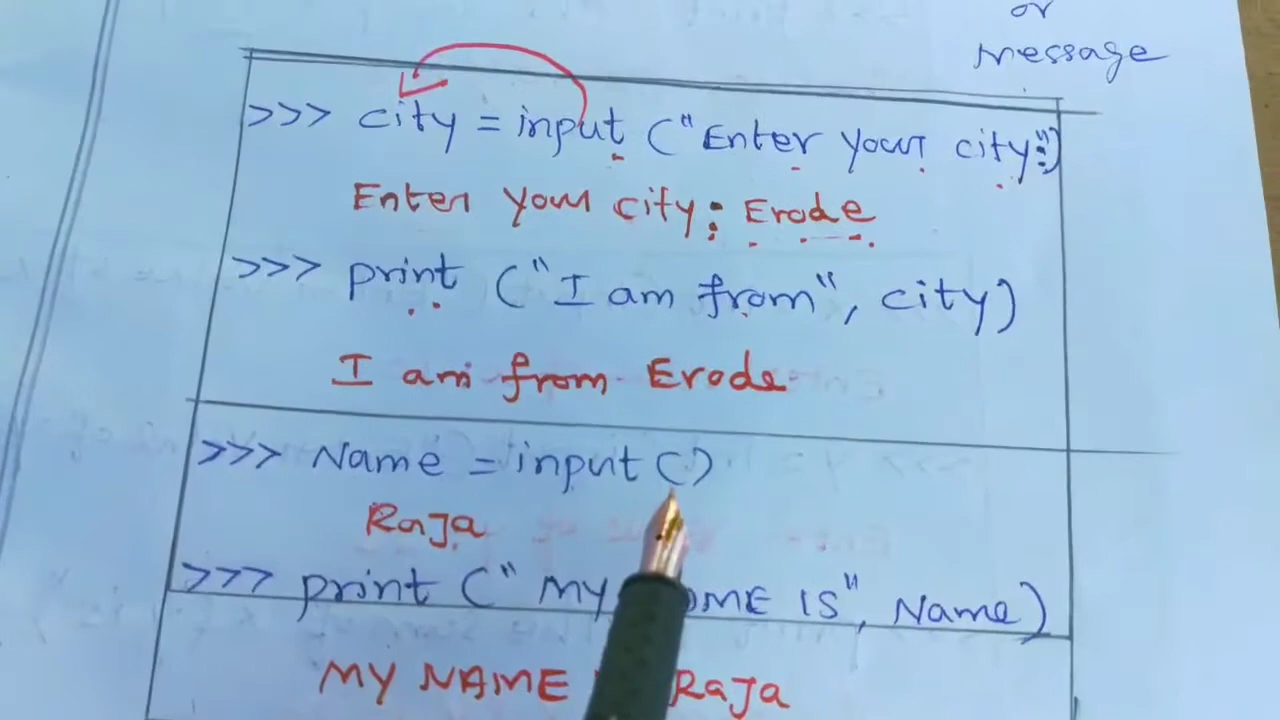 or
message
>>> city = input ("Enter your city:")
Enter your city: Erode
>>> print ("I am from", city)
I am from Erode
>>> Name = input ()
Raja
>>> print (" MY IS", Name)
MY NAME RaJa